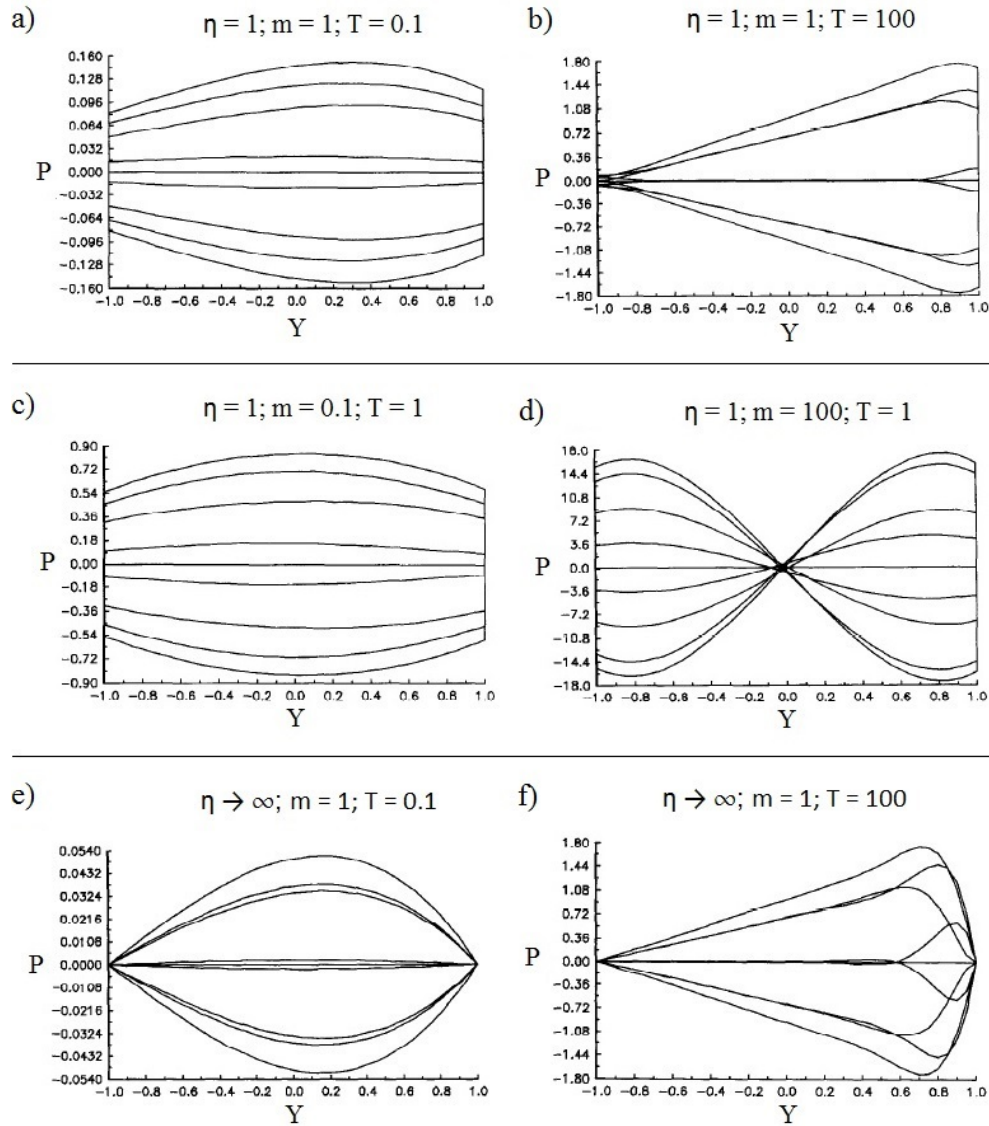 a)
η = 1; m = 1; T = 0.1
P
0.160
0.128
0.096
0.064
0.032
0.000
−0.032
−0.064
−0.096
−0.128
−0.160
−1.0 −0.8 −0.6 −0.4 −0.2 0.0 0.2 0.4 0.6 0.8 1.0
Y
b)
η = 1; m = 1; T = 100
P
1.80
1.44
1.08
0.72
0.36
0.00
−0.36
−0.72
−1.08
−1.44
−1.80
−1.0 −0.8 −0.6 −0.4 −0.2 0.0 0.2 0.4 0.6 0.8 1.0
Y
c)
η = 1; m = 0.1; T = 1
P
0.90
0.72
0.54
0.36
0.18
0.00
−0.18
−0.36
−0.54
−0.72
−0.90
−1.0 −0.8 −0.6 −0.4 −0.2 0.0 0.2 0.4 0.6 0.8 1.0
Y
d)
η = 1; m = 100; T = 1
P
18.0
14.4
10.8
7.2
3.6
0.0
−3.6
−7.2
−10.8
−14.4
−18.0
−1.0 −0.8 −0.6 −0.4 −0.2 0.0 0.2 0.4 0.6 0.8 1.0
Y
e)
η → ∞; m = 1; T = 0.1
P
0.0540
0.0432
0.0324
0.0216
0.0108
0.0000
−0.0108
−0.0216
−0.0324
−0.0432
−0.0540
−1.0 −0.8 −0.6 −0.4 −0.2 0.0 0.2 0.4 0.6 0.8 1.0
Y
f)
η → ∞; m = 1; T = 100
P
1.80
1.44
1.08
0.72
0.36
0.00
−0.36
−0.72
−1.08
−1.44
−1.80
−1.0 −0.8 −0.6 −0.4 −0.2 0.0 0.2 0.4 0.6 0.8 1.0
Y